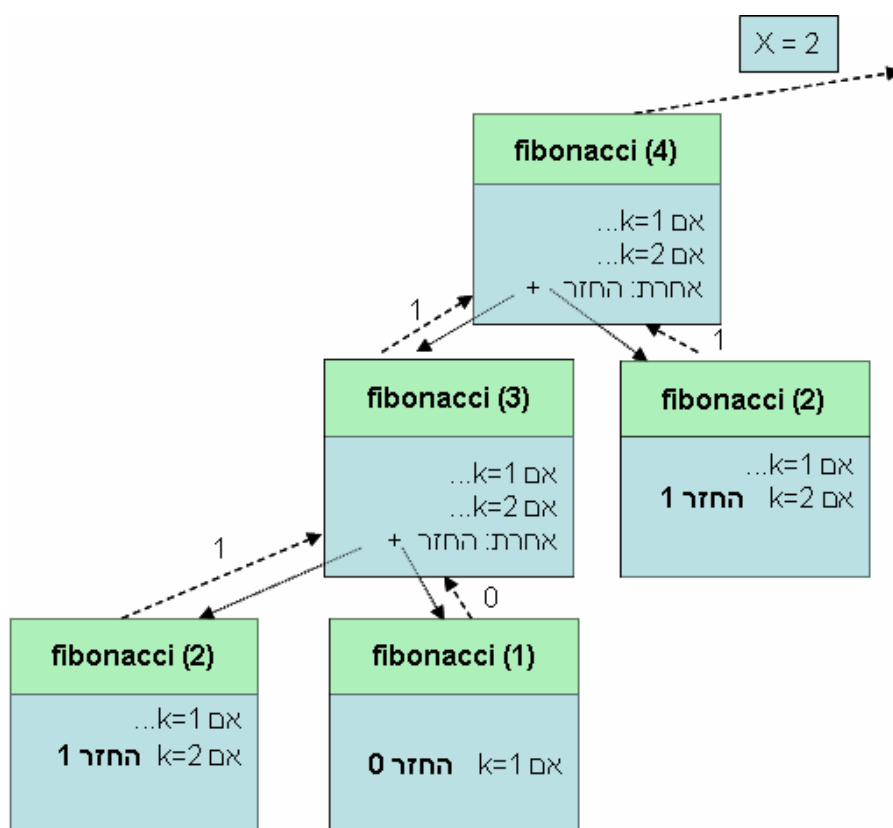 X = 2
fibonacci (4)
אם k=1...
אם k=2...
אחרת: החזר +
1
1
fibonacci (3)
אם k=1...
אם k=2...
אחרת: החזר +
fibonacci (2)
אם k=1...
אם k=2 החזר 1
1
0
fibonacci (2)
אם k=1...
אם k=2 החזר 1
fibonacci (1)
אם k=1 החזר 0